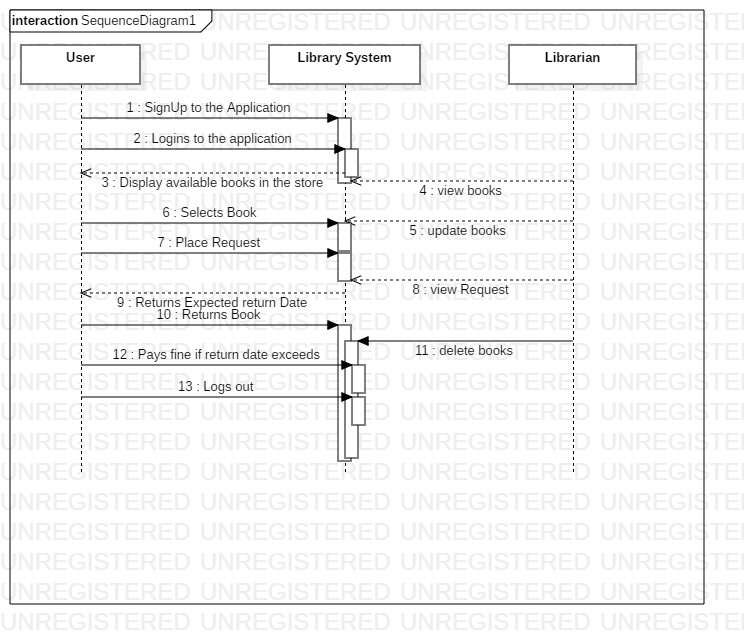 interaction SequenceDiagram1
User
Library System
Librarian
1 : SignUp to the Application
2 : Logins to the application
3 : Display available books in the store
4 : view books
6 : Selects Book
5 : update books
7 : Place Request
8 : view Request
9 : Returns Expected return Date
10 : Returns Book
11 : delete books
12 : Pays fine if return date exceeds
13 : Logs out
UNREGISTERED